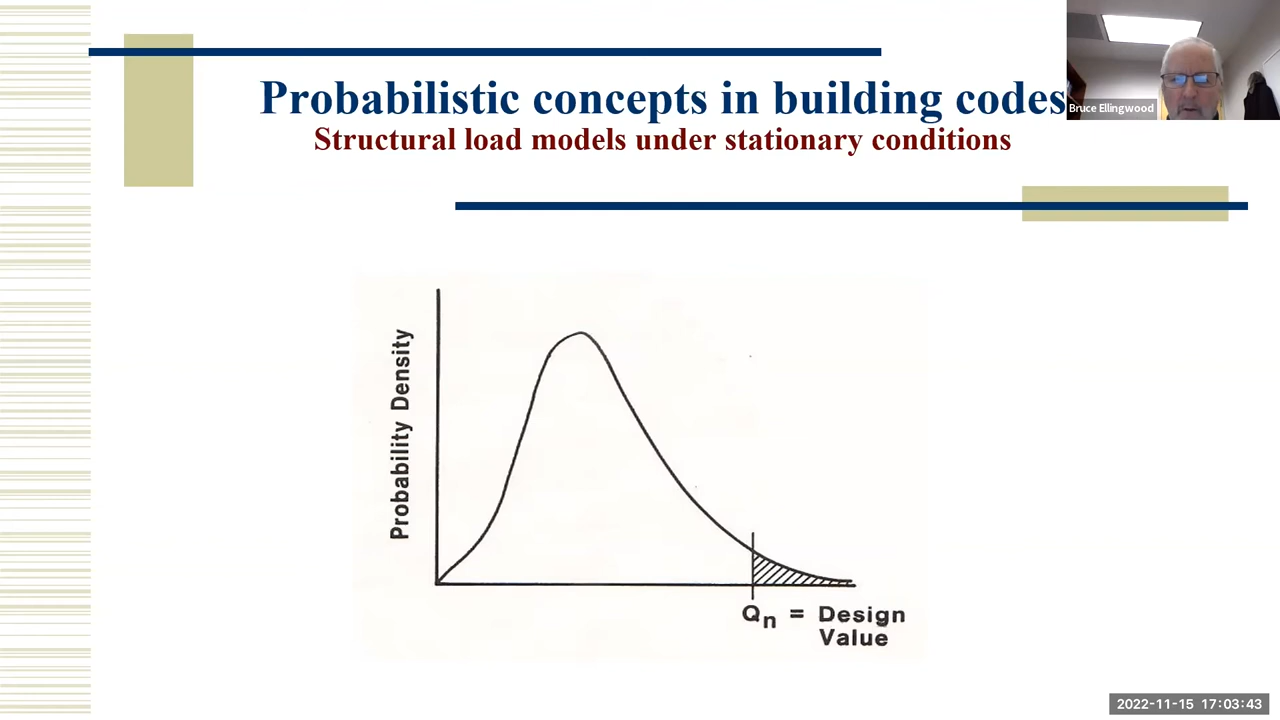 Probabilistic concepts in building codes
Structural load models under stationary conditions
Bruce Ellingwood
Probability Density
Qn = Design
Value
2022-11-15 17:03:43